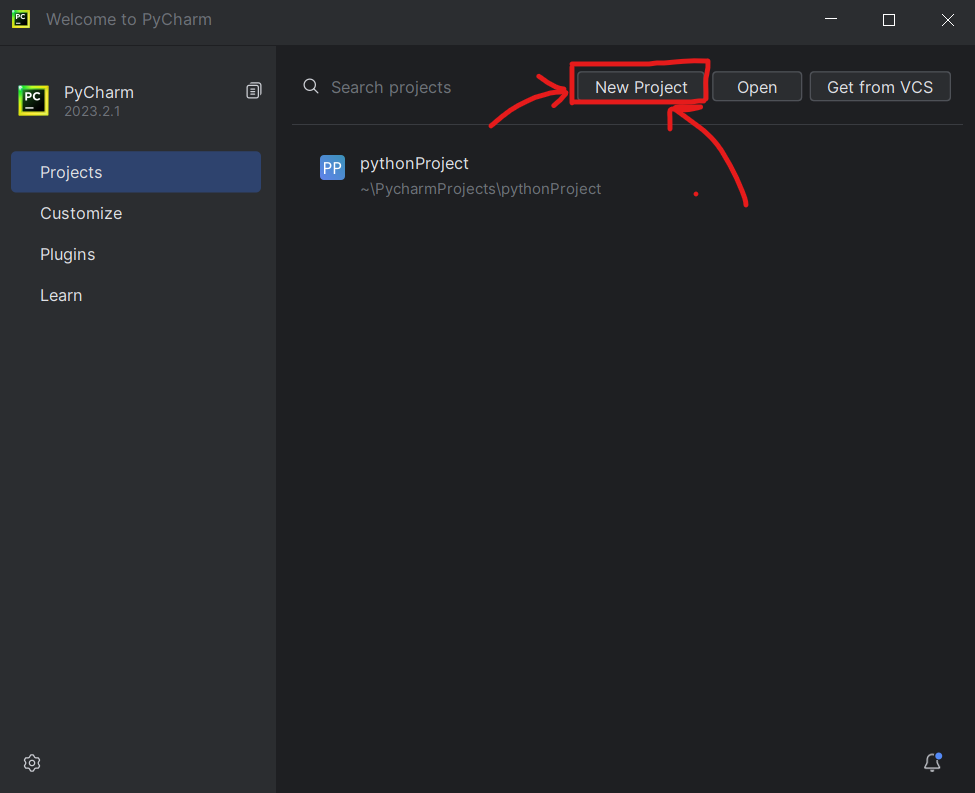 Welcome to PyCharm
PC
PyCharm
2023.2.1
Projects
Customize
Plugins
Learn
Search projects
New Project
Open
Get from VCS
PP
pythonProject
~\PycharmProjects\pythonProject